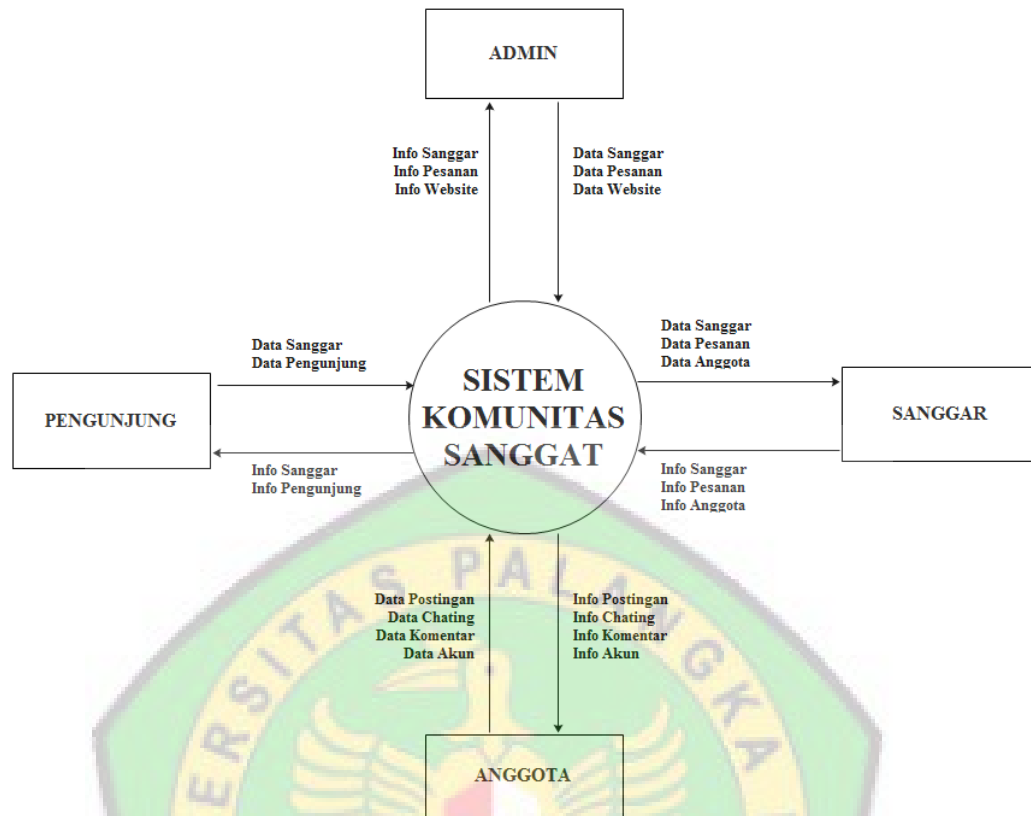 ADMIN
Info Sanggar
Info Pesanan
Info Website
Data Sanggar
Data Pesanan
Data Website
Data Sanggar
Data Pengunjung
PENGUNJUNG
Info Sanggar
Info Pengunjung
SISTEM
KOMUNITAS
SANGGAT
Data Sanggar
Data Pesanan
Data Anggota
SANGGAR
Info Sanggar
Info Pesanan
Info Anggota
Data Postingan
Data Chating
Data Komentar
Data Akun
Info Postingan
Info Chating
Info Komentar
Info Akun
ANGGOTA
ERSITAS PALANGKA